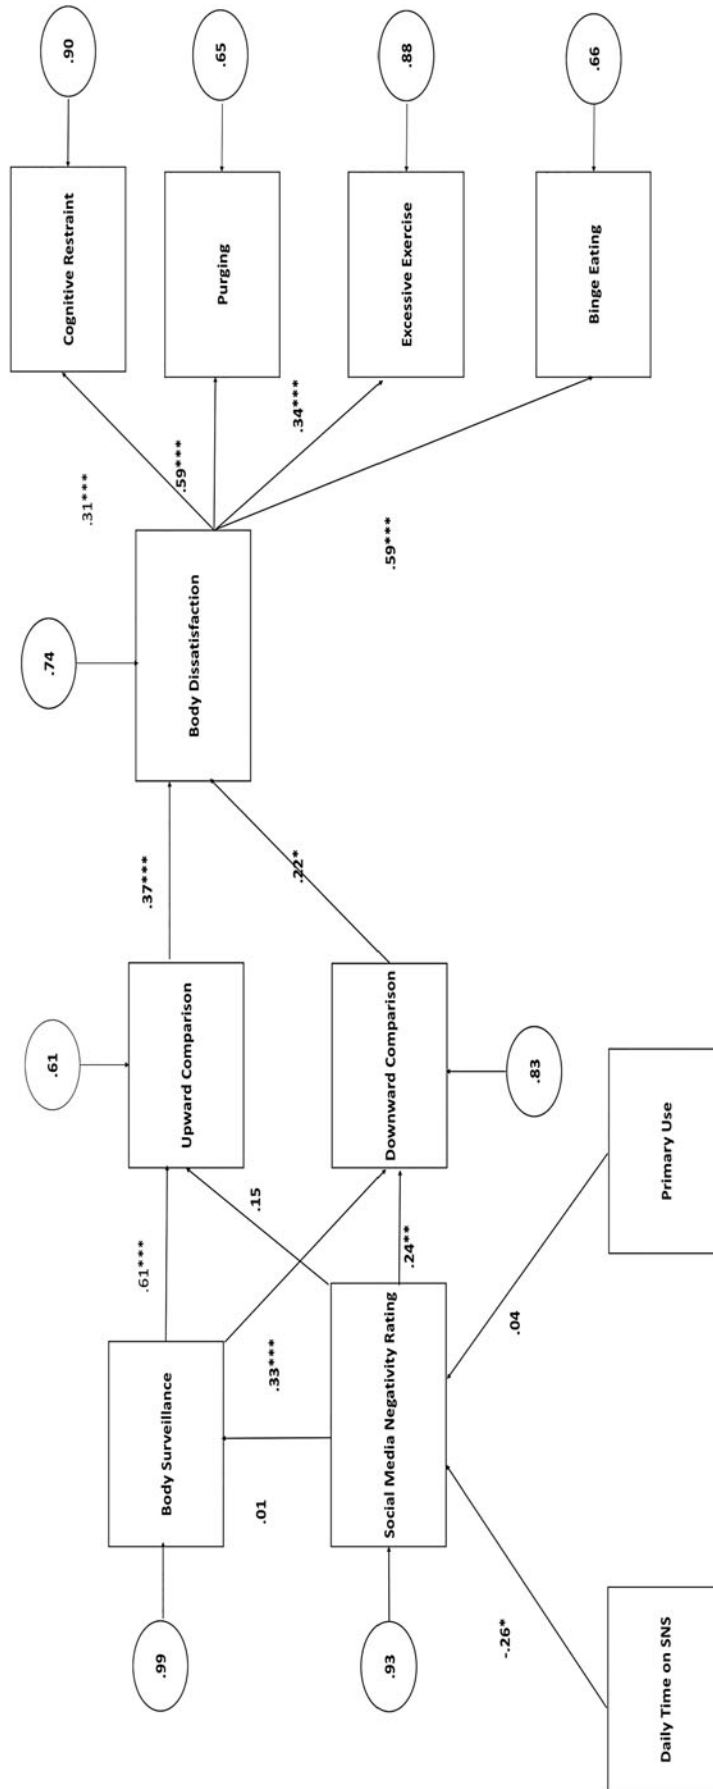 .99
.93
Body Surveillance
Social Media Negativity Rating
Daily Time on SNS
Primary Use
-.26*
.04
.01
.33***
.61***
.15
.24**
.61
Upward Comparison
Downward Comparison
.83
.37***
.22*
.74
Body Dissatisfaction
.31***
.59***
.34***
.59***
Cognitive Restraint
.90
Purging
.65
Excessive Exercise
.88
Binge Eating
.66